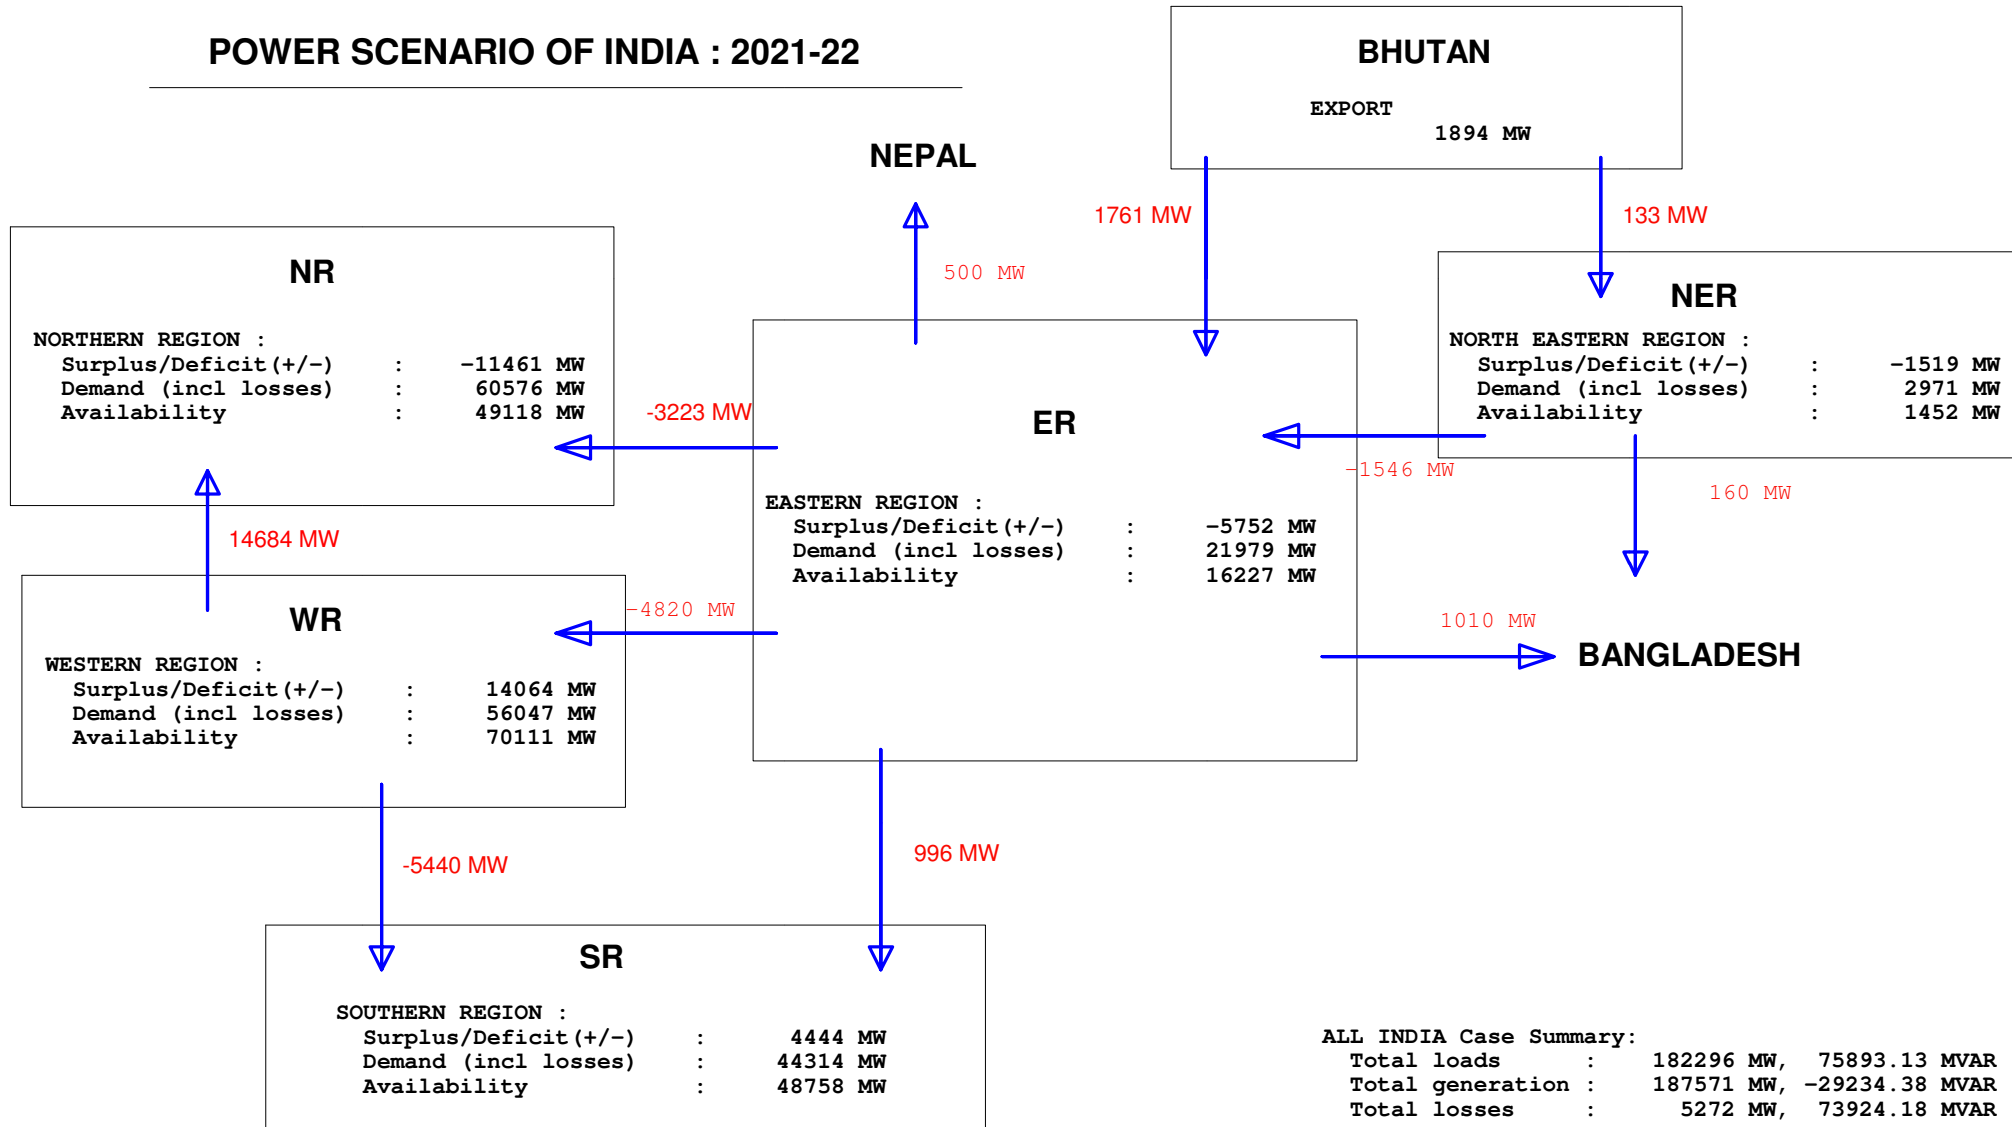 POWER SCENARIO OF INDIA : 2021-22
BHUTAN
EXPORT
1894 MW
NEPAL
1761 MW
133 MW
500 MW
NR
NORTHERN REGION :
Surplus/Deficit(+/-) : -11461 MW
Demand (incl losses) : 60576 MW
Availability : 49118 MW
NER
NORTH EASTERN REGION :
Surplus/Deficit(+/-) : -1519 MW
Demand (incl losses) : 2971 MW
Availability : 1452 MW
-3223 MW
ER
-1546 MW
160 MW
EASTERN REGION :
Surplus/Deficit(+/-) : -5752 MW
Demand (incl losses) : 21979 MW
Availability : 16227 MW
14684 MW
WR
-4820 MW
1010 MW
BANGLADESH
WESTERN REGION :
Surplus/Deficit(+/-) : 14064 MW
Demand (incl losses) : 56047 MW
Availability : 70111 MW
-5440 MW
996 MW
SR
SOUTHERN REGION :
Surplus/Deficit(+/-) : 4444 MW
Demand (incl losses) : 44314 MW
Availability : 48758 MW
ALL INDIA Case Summary:
Total loads : 182296 MW, 75893.13 MVAR
Total generation : 187571 MW, -29234.38 MVAR
Total losses : 5272 MW, 73924.18 MVAR